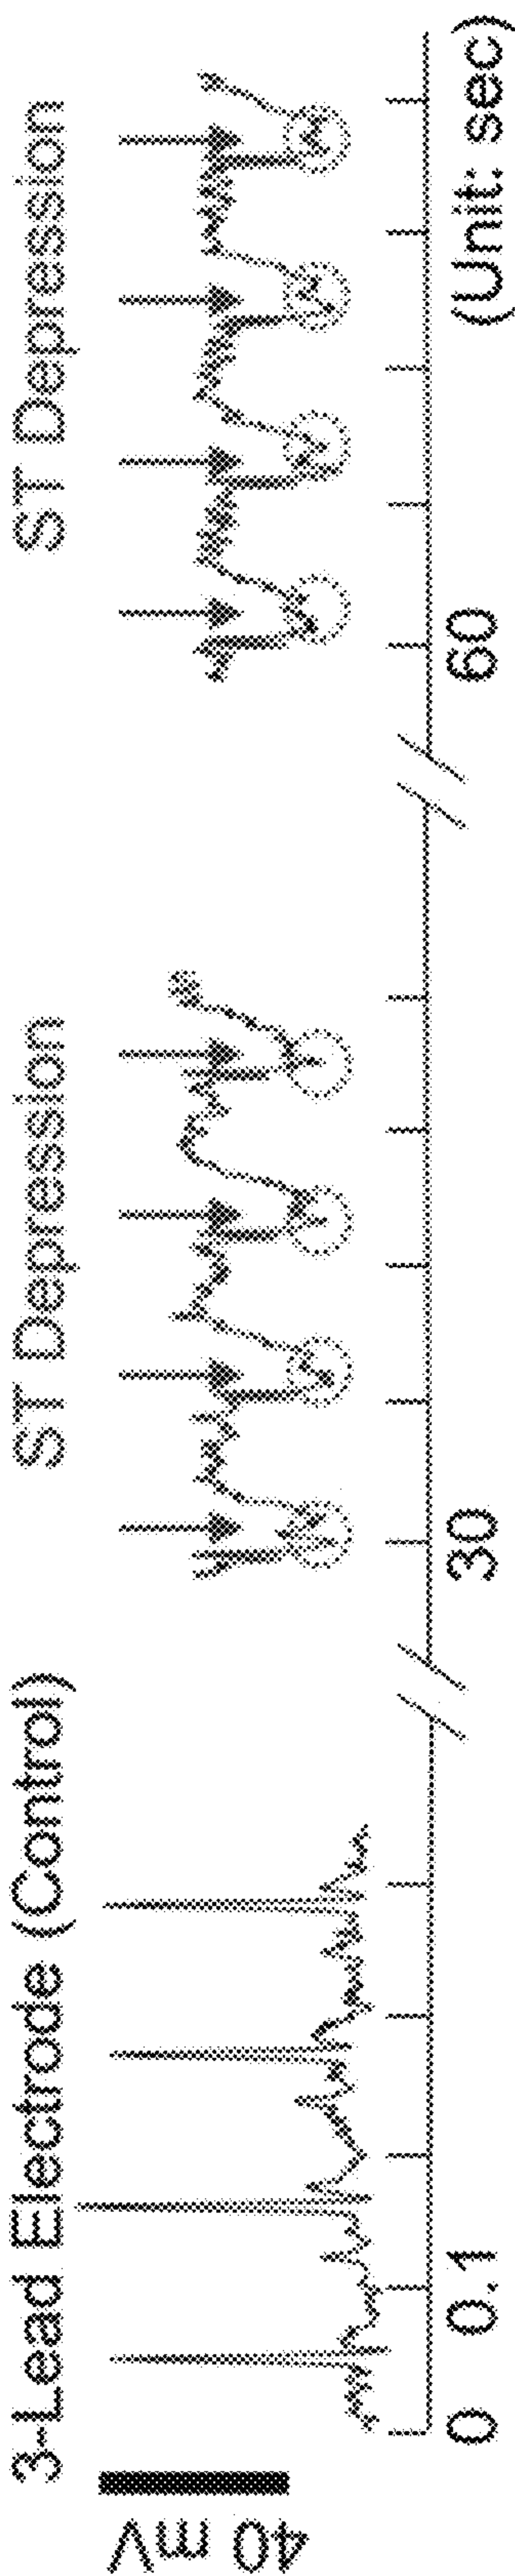 3-Lead Electrode (Control)
ST Depression
ST Depression
40 mV
0
0.1
30
60
(Unit: sec)